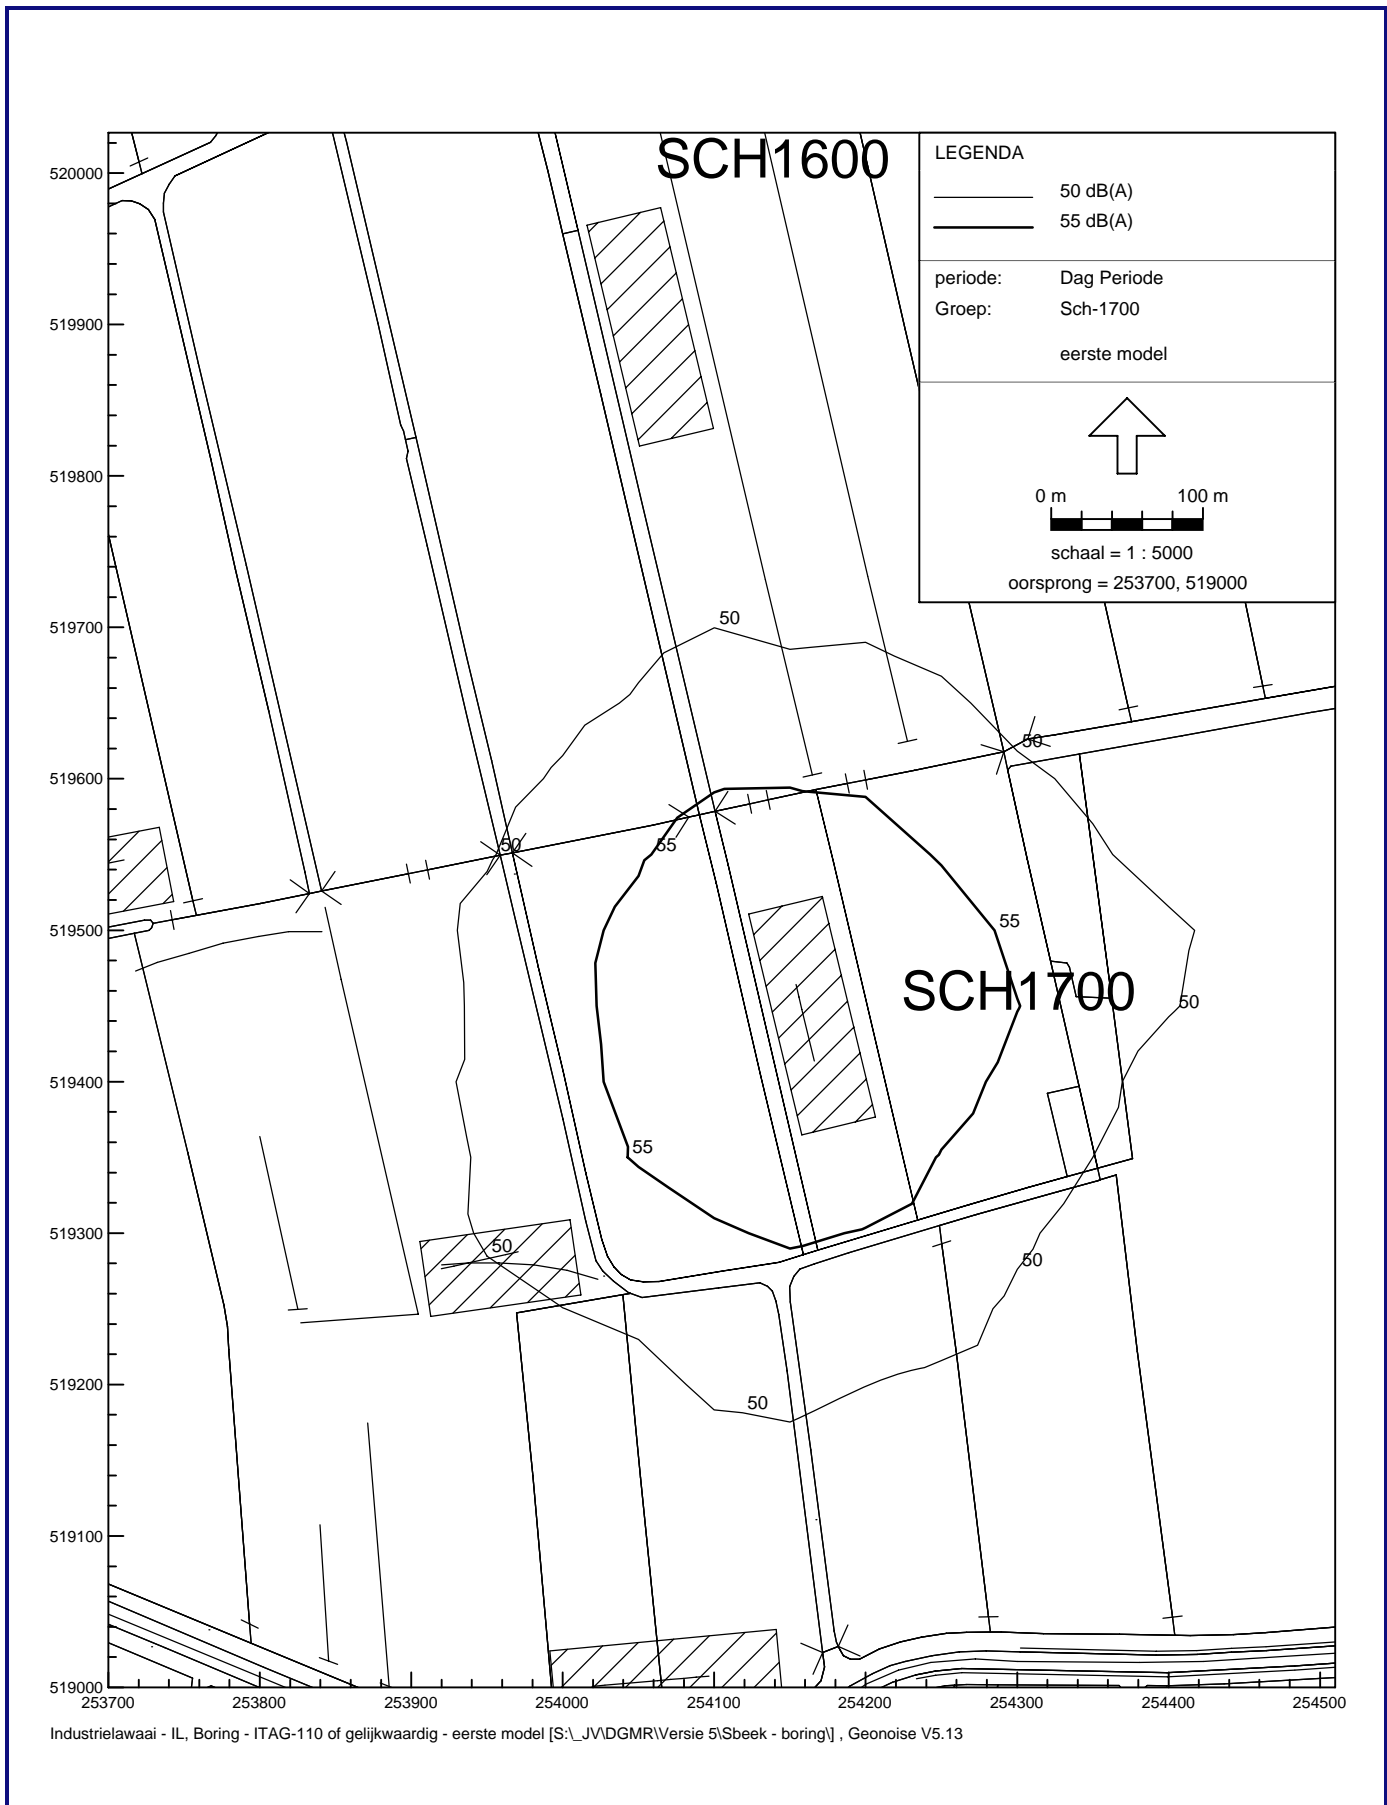 SCH1600
LEGENDA
50 dB(A)
55 dB(A)
periode: Dag Periode
Groep: Sch-1700
eerste model
0 m 100 m
schaal = 1 : 5000
oorsprong = 253700, 519000
520000
519900
519800
519700
50
50
519600
50
55
519500
55
SCH1700
50
519400
55
519300
50
50
519200
50
519100
519000
253700 253800 253900 254000 254100 254200 254300 254400 254500
Industrielawaai - IL, Boring - ITAG-110 of gelijkwaardig - eerste model [S:\_JV\DGMR\Versie 5\Sbeek - boring\] , Geonoise V5.13